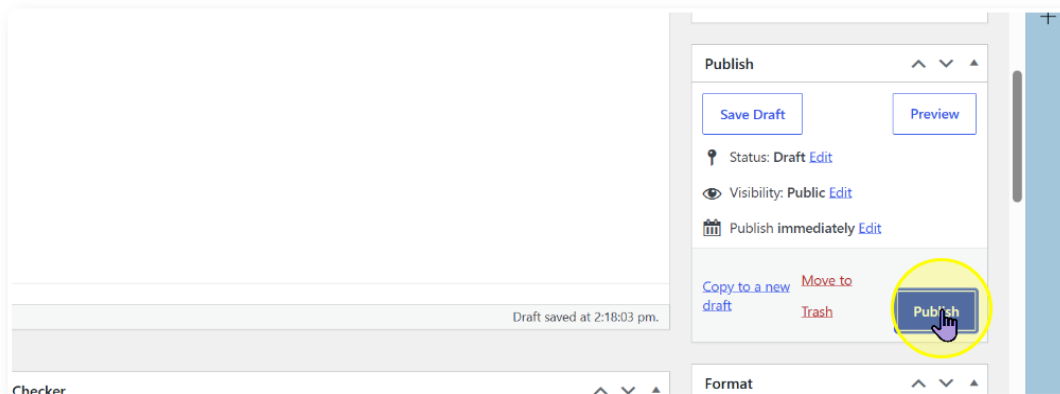 Publish
Save Draft
Preview
Status: Draft Edit
Visibility: Public Edit
Publish immediately Edit
Copy to a new
draft
Move to
Trash
Publish
Draft saved at 2:18:03 pm.
Checker
Format